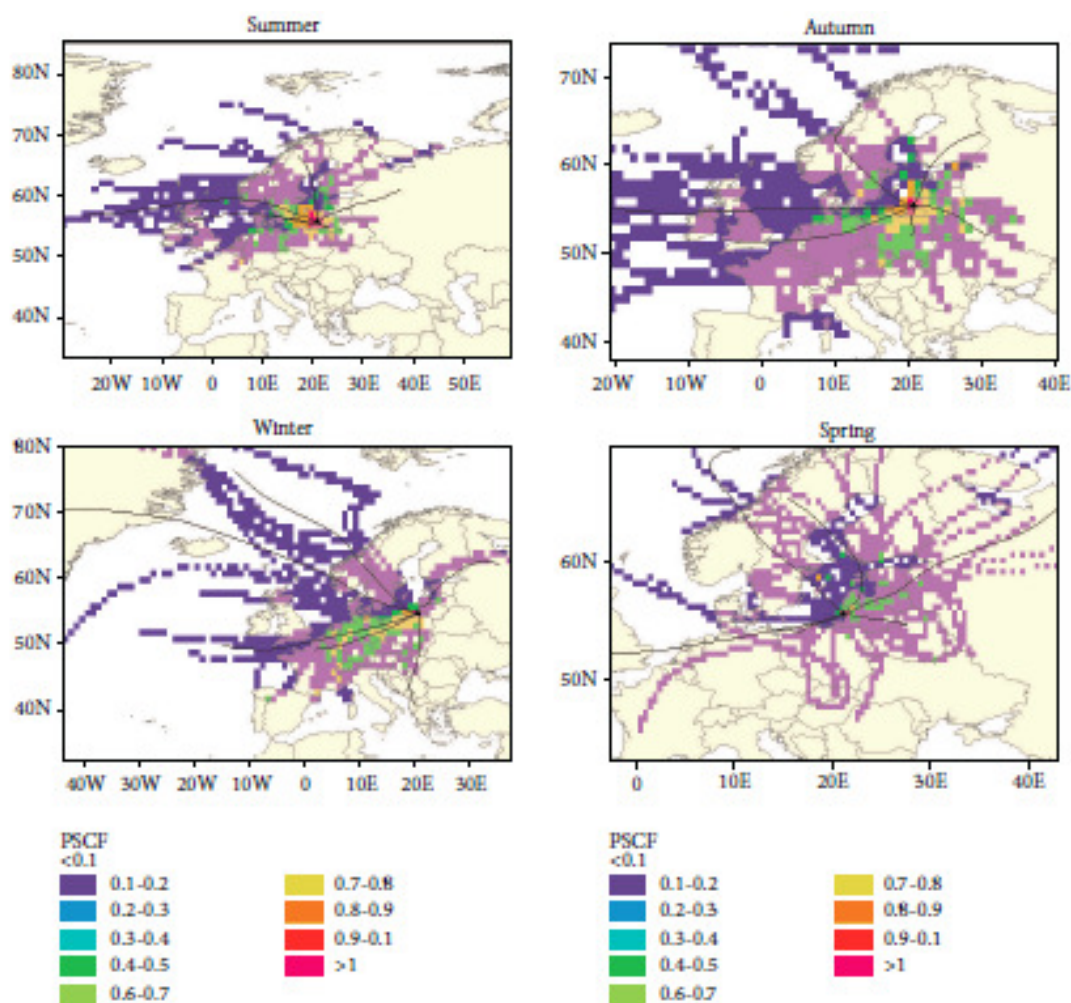 Summer
Autumn
80N
70N
60N
50N
40N
20W 10W 0 10E 20E 30E 40E 50E
70N
60N
50N
40N
20W 10W 0 10E 20E 30E 40E
Winter
Spring
80N
70N
60N
50N
40N
40W 30W 20W 10W 0 10E 20E 30E
60N
50N
0 10E 20E 30E 40E
PSCF
<0.1
0.1–0.2
0.2–0.3
0.3–0.4
0.4–0.5
0.6–0.7
0.7–0.8
0.8–0.9
0.9–0.1
>1
PSCF
<0.1
0.1–0.2
0.2–0.3
0.3–0.4
0.4–0.5
0.6–0.7
0.7–0.8
0.8–0.9
0.9–0.1
>1